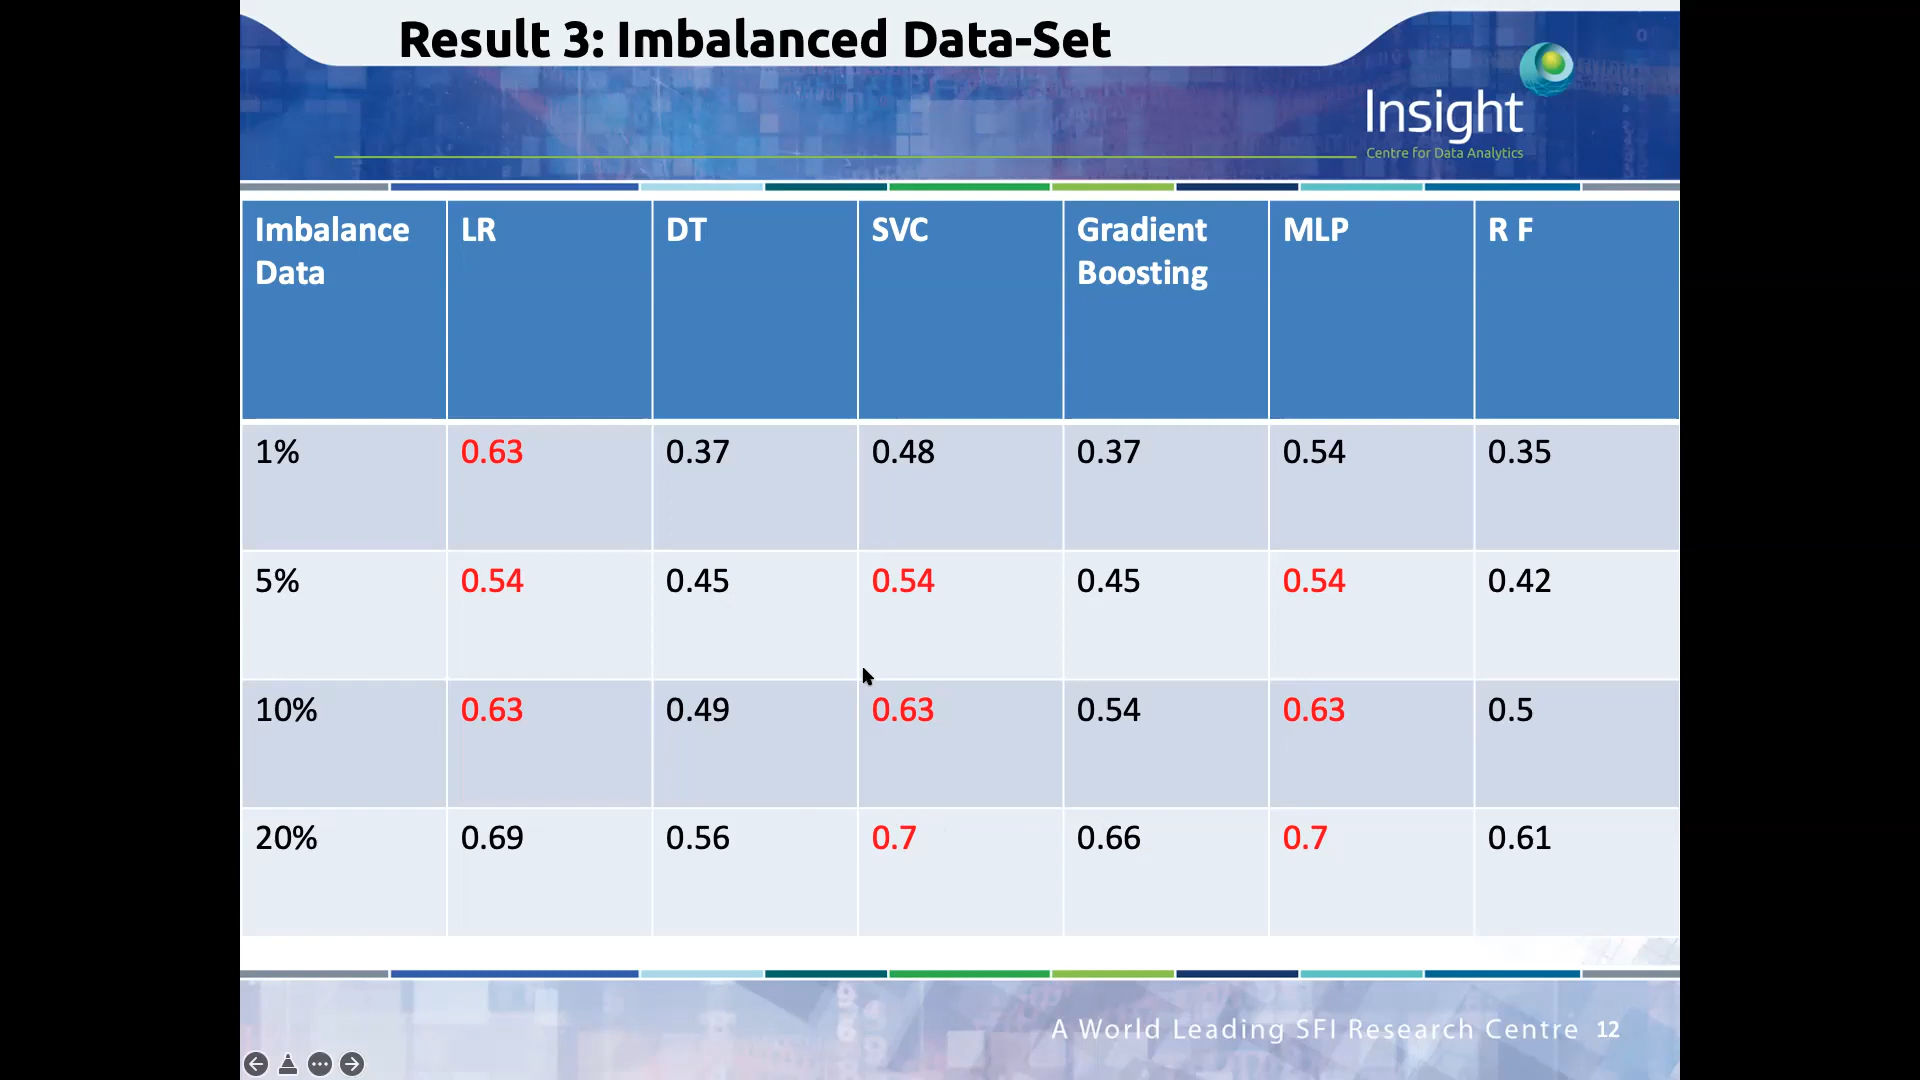 Result 3: Imbalanced Data-Set
Insight
Centre for Data Analytics
Imbalance Data LR DT SVC Gradient Boosting MLP R F
1% 0.63 0.37 0.48 0.37 0.54 0.35
5% 0.54 0.45 0.54 0.45 0.54 0.42
10% 0.63 0.49 0.63 0.54 0.63 0.5
20% 0.69 0.56 0.7 0.66 0.7 0.61
A World Leading SFI Research Centre 12